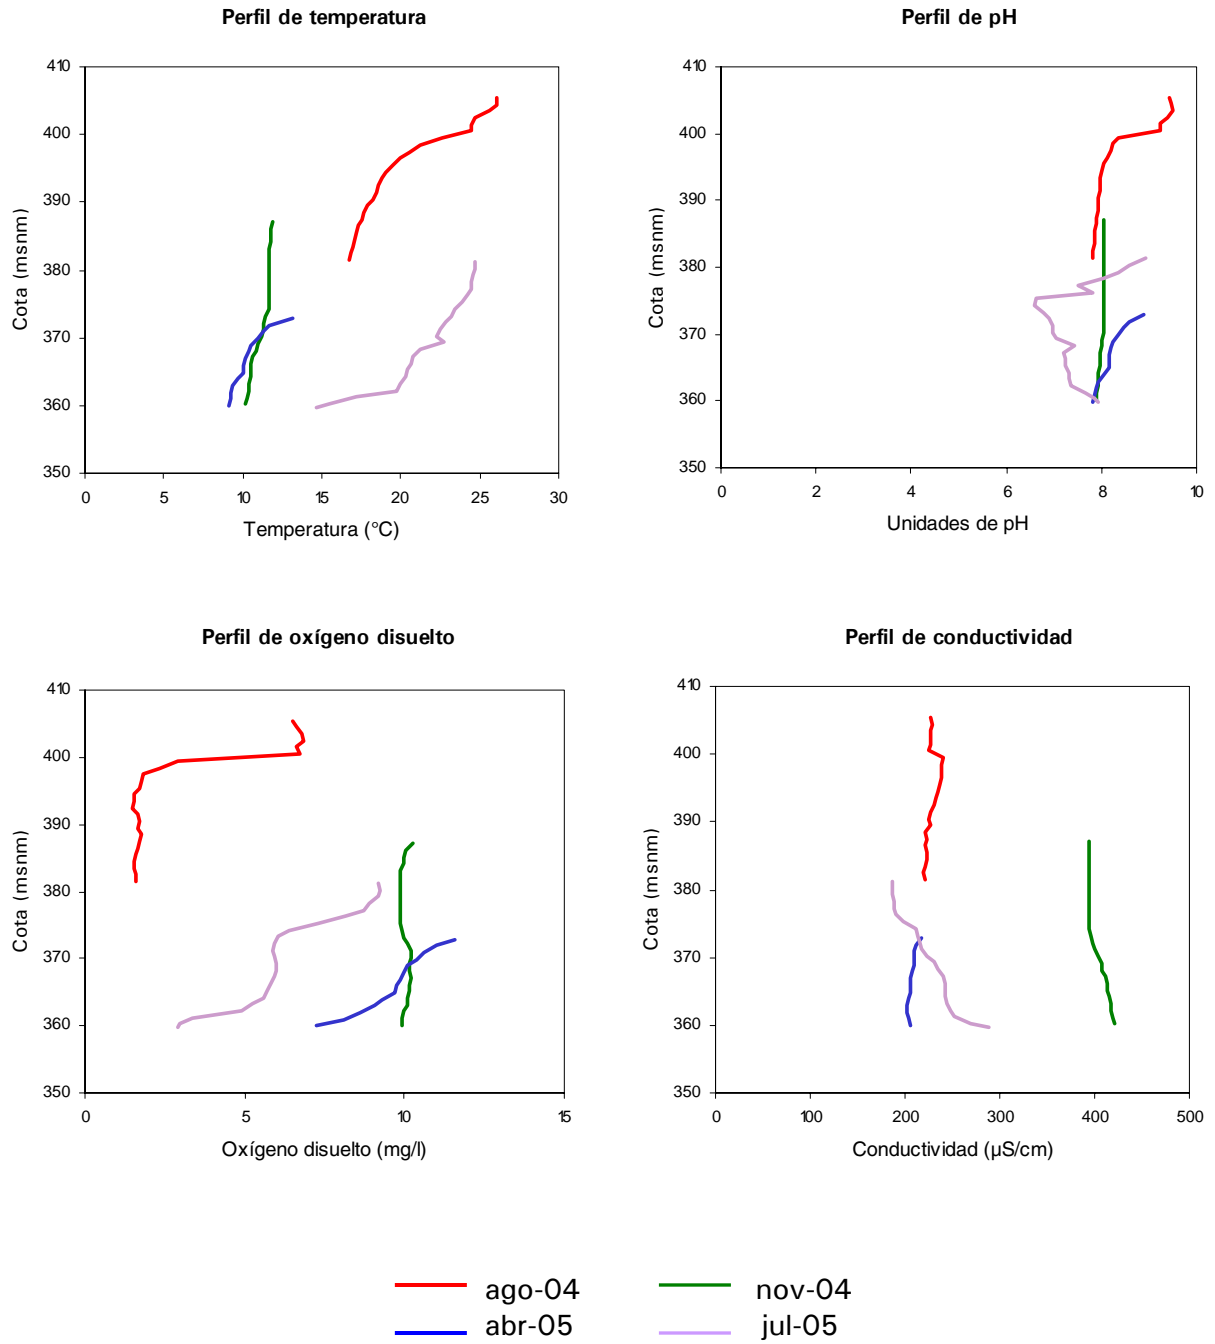 Perfil de temperatura
410
400
390
380
370
360
350
Cota (msnm)
0 5 10 15 20 25 30
Temperatura (°C)
Perfil de pH
410
400
390
380
370
360
350
Cota (msnm)
0 2 4 6 8 10
Unidades de pH
Perfil de oxígeno disuelto
410
400
390
380
370
360
350
Cota (msnm)
0 5 10 15
Oxígeno disuelto (mg/l)
Perfil de conductividad
410
400
390
380
370
360
350
Cota (msnm)
0 100 200 300 400 500
Conductividad (µS/cm)
ago-04 nov-04
abr-05 jul-05